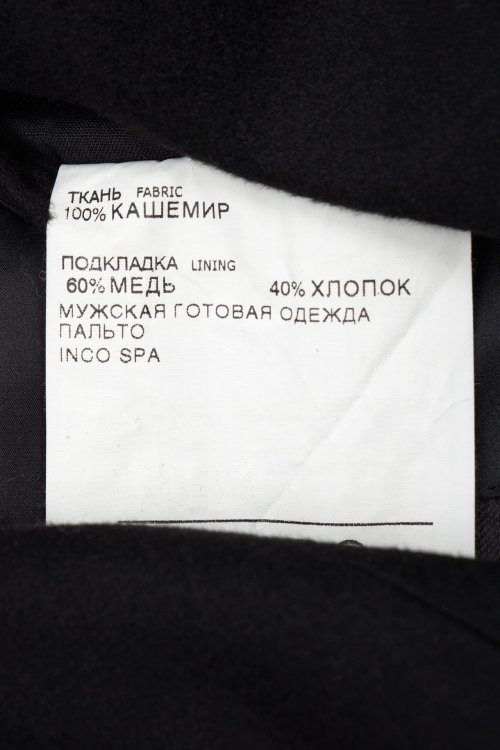 ТКАНЬ FABRIC
100% КАШЕМИР
ПОДКЛАДКА LINING
60% МЕДЬ 40% ХЛОПОК
МУЖСКАЯ ГОТОВАЯ ОДЕЖДА
ПАЛЬТО
INCO SPA